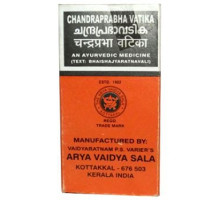 CHANDRAPRABHA VATIKA
ചന്ദ്രപ്രഭാവടിക
चन्द्रप्रभा वटिका
AN AYURVEDIC MEDICINE
(TEXT: BHAISHAJYARATNAVALI)
ESTD. 1902
REGD
TRADE MARK
MANUFACTURED BY:
VAIDYARATNAM P.S. VARIER'S
ARYA VAIDYA SALA
KOTTAKKAL - 676 503
KERALA INDIA